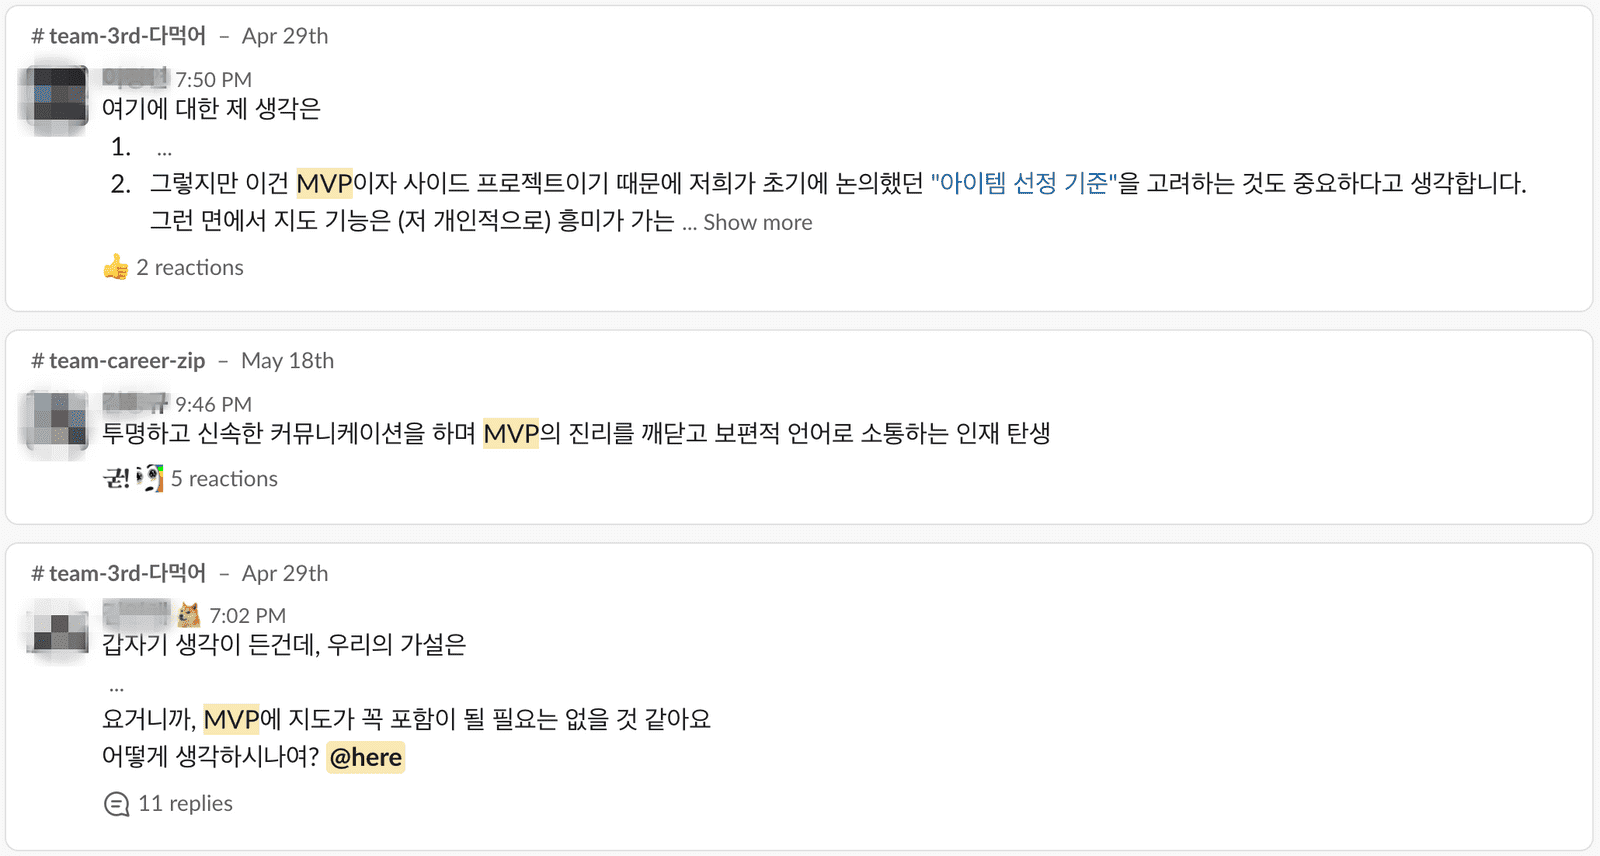 # team-3rd-다먹어 – Apr 29th
7:50 PM
여기에 대한 제 생각은
1. ...
2. 그렇지만 이건 MVP이자 사이드 프로젝트이기 때문에 저희가 초기에 논의했던 "아이템 선정 기준"을 고려하는 것도 중요하다고 생각합니다.
그런 면에서 지도 기능은 (저 개인적으로) 흥미가 가는 ... Show more
2 reactions
# team-career-zip – May 18th
9:46 PM
투명하고 신속한 커뮤니케이션을 하며 MVP의 진리를 깨닫고 보편적 언어로 소통하는 인재 탄생
굳! 5 reactions
# team-3rd-다먹어 – Apr 29th
7:02 PM
갑자기 생각이 든건데, 우리의 가설은
...
요거니까, MVP에 지도가 꼭 포함이 될 필요는 없을 것 같아요
어떻게 생각하시나여? @here
11 replies